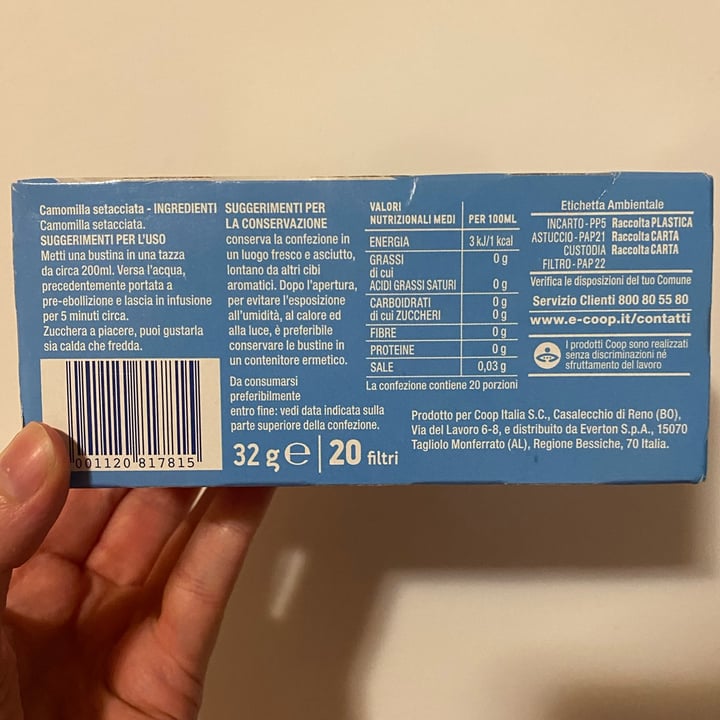 Camomilla setacciata - INGREDIENTI
Camomilla setacciata.
SUGGERIMENTI PER L'USO
Metti una bustina in una tazza
da circa 200ml. Versa l'acqua,
precedentemente portata a
pre-ebollizione e lascia in infusione
per 5 minuti circa.
Zucchera a piacere, puoi gustarla
sia calda che fredda.
001120 817815
SUGGERIMENTI PER
LA CONSERVAZIONE
conserva la confezione in
un luogo fresco e asciutto,
lontano da altri cibi
aromatici. Dopo l'apertura,
per evitare l'esposizione
all'umidità, al calore ed
alla luce, è preferibile
conservare le bustine in
un contenitore ermetico.
Da consumarsi
preferibilmente
entro fine: vedi data indicata sulla
parte superiore della confezione.
32 g e | 20 filtri
VALORI
NUTRIZIONALI MEDI PER 100ML
ENERGIA 3 kJ/1 kcal
GRASSI 0 g
di cui
ACIDI GRASSI SATURI 0 g
CARBOIDRATI 0 g
di cui ZUCCHERI 0 g
FIBRE 0 g
PROTEINE 0 g
SALE 0,03 g
La confezione contiene 20 porzioni
Etichetta Ambientale
INCARTO - PP5 Raccolta PLASTICA
ASTUCCIO - PAP21 Raccolta CARTA
CUSTODIA Raccolta CARTA
FILTRO - PAP 22
Verifica le disposizioni del tuo Comune
Servizio Clienti 800 80 55 80
www.e-coop.it/contatti
I prodotti Coop sono realizzati
senza discriminazioni né
sfruttamento del lavoro
Prodotto per Coop Italia S.C., Casalecchio di Reno (BO),
Via del Lavoro 6-8, e distribuito da Everton S.p.A., 15070
Tagliolo Monferrato (AL), Regione Bessiche, 70 Italia.